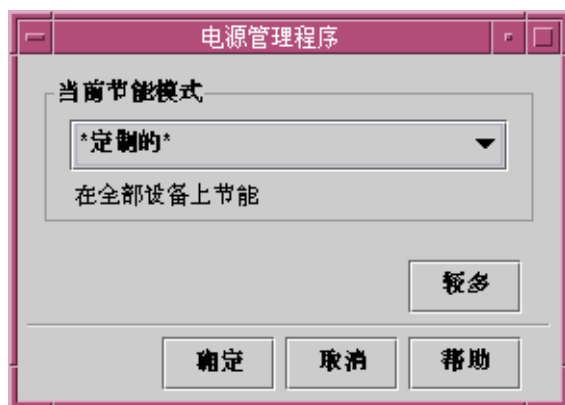 电源管理程序
当前节能模式
*定制的*
在全部设备上节能
较多
确定 取消 帮助